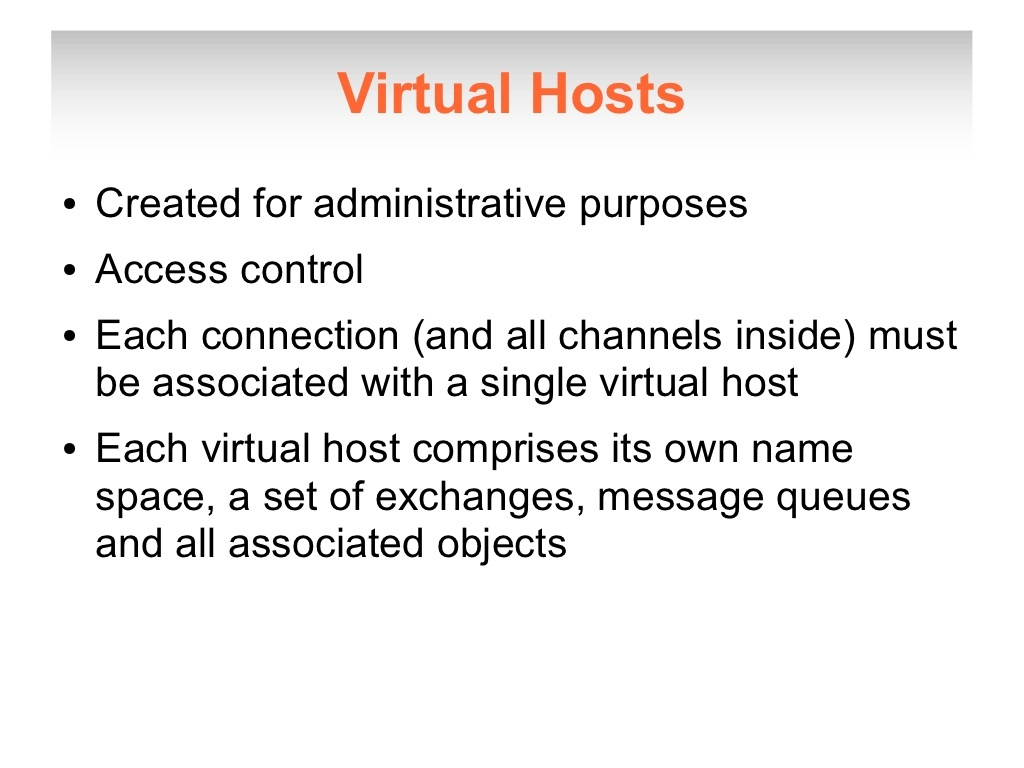 Virtual Hosts
• Created for administrative purposes
• Access control
• Each connection (and all channels inside) must
be associated with a single virtual host
• Each virtual host comprises its own name
space, a set of exchanges, message queues
and all associated objects